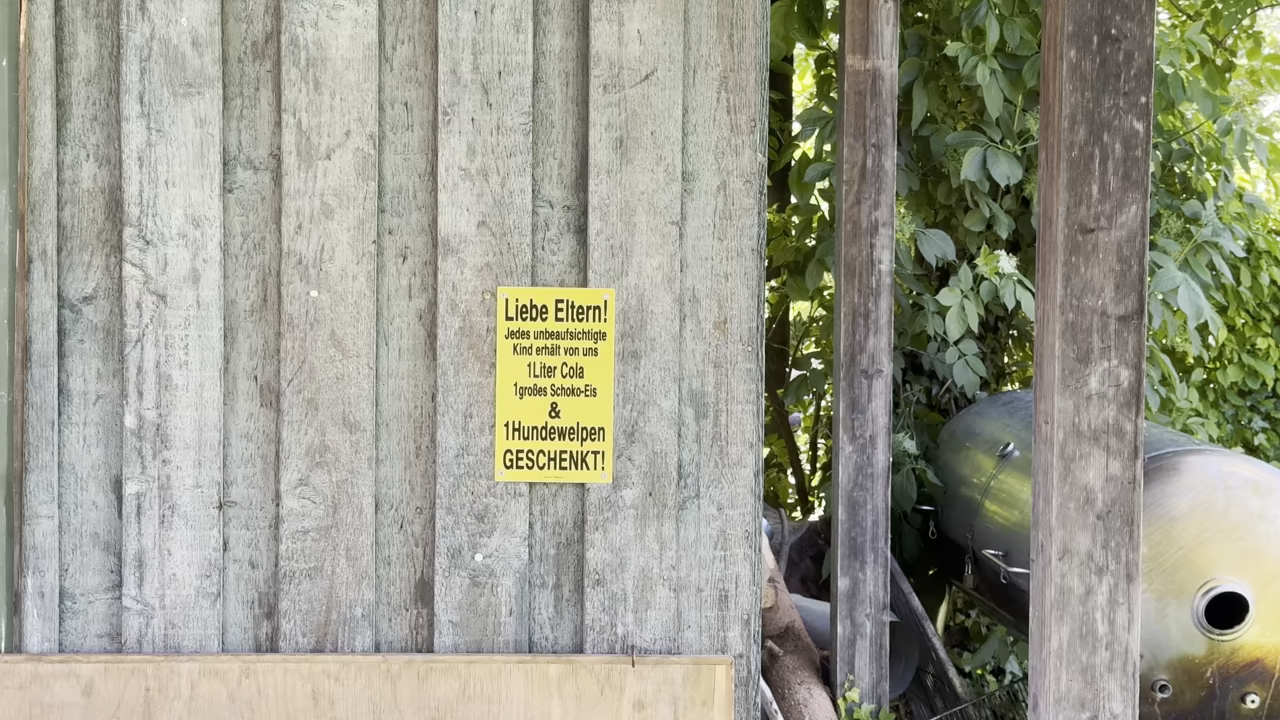 Liebe Eltern!
Jedes unbeaufsichtigte
Kind erhält von uns
1Liter Cola
1großes Schoko-Eis
&
1Hundewelpen
GESCHENKT!